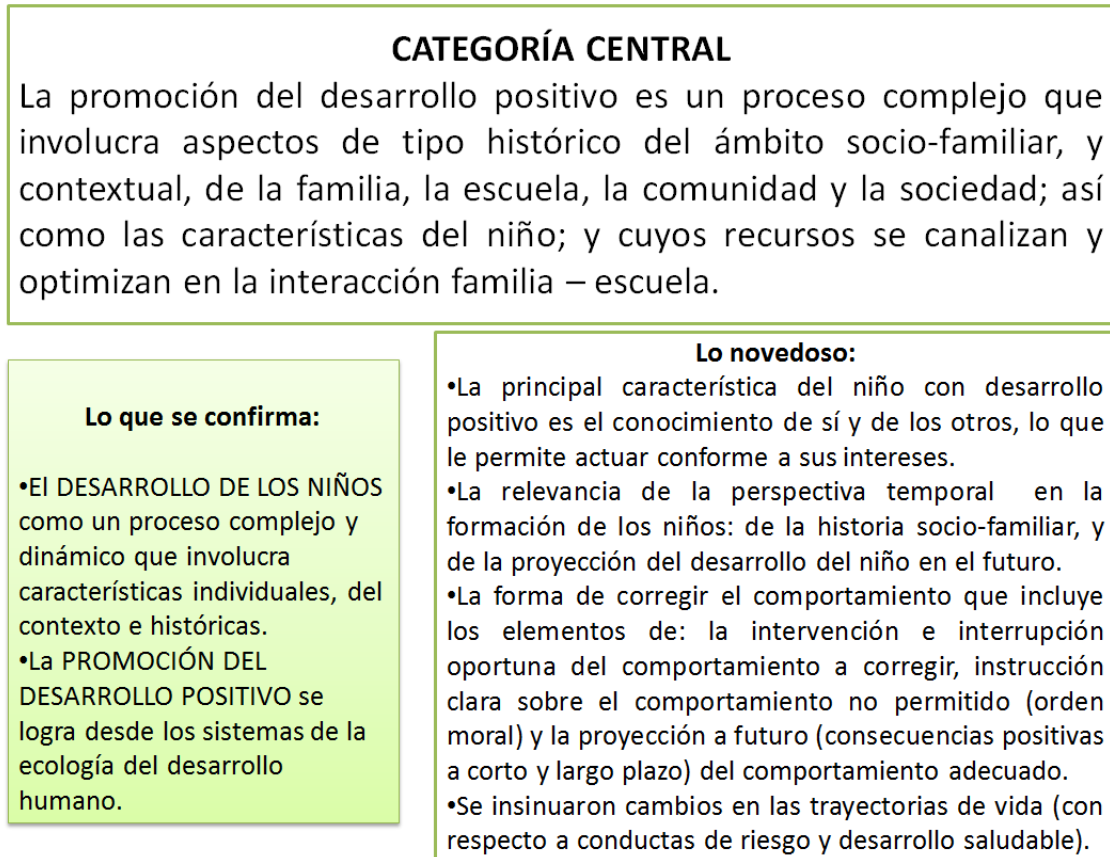 CATEGORÍA CENTRAL
La promoción del desarrollo positivo es un proceso complejo que
involucra aspectos de tipo histórico del ámbito socio-familiar, y
contextual, de la familia, la escuela, la comunidad y la sociedad; así
como las características del niño; y cuyos recursos se canalizan y
optimizan en la interacción familia – escuela.
Lo que se confirma:
•El DESARROLLO DE LOS NIÑOS
como un proceso complejo y
dinámico que involucra
características individuales, del
contexto e históricas.
•La PROMOCIÓN DEL
DESARROLLO POSITIVO se
logra desde los sistemas de la
ecología del desarrollo
humano.
Lo novedoso:
•La principal característica del niño con desarrollo
positivo es el conocimiento de sí y de los otros, lo que
le permite actuar conforme a sus intereses.
•La relevancia de la perspectiva temporal en la
formación de los niños: de la historia socio-familiar, y
de la proyección del desarrollo del niño en el futuro.
•La forma de corregir el comportamiento que incluye
los elementos de: la intervención e interrupción
oportuna del comportamiento a corregir, instrucción
clara sobre el comportamiento no permitido (orden
moral) y la proyección a futuro (consecuencias positivas
a corto y largo plazo) del comportamiento adecuado.
•Se insinuaron cambios en las trayectorias de vida (con
respecto a conductas de riesgo y desarrollo saludable).